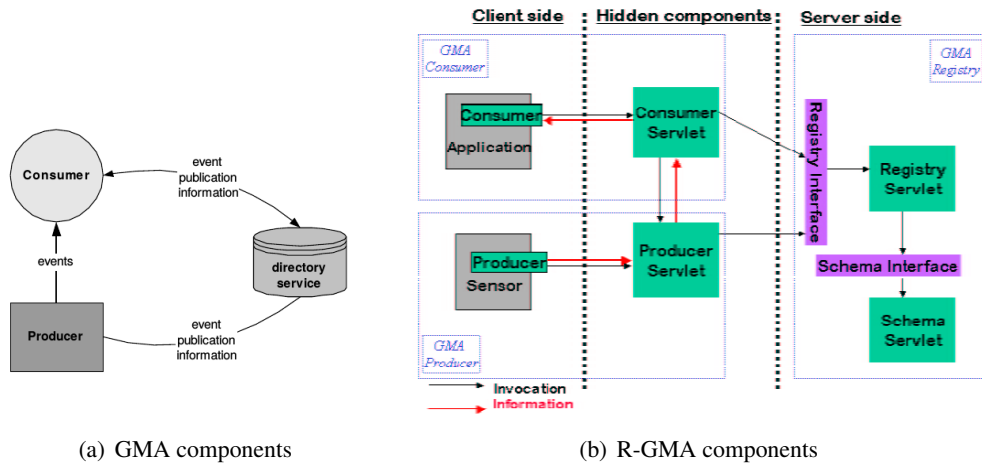 Consumer
event
publication
information
events
directory
service
Producer
event
publication
information
(a) GMA components
Client side
Hidden components
Server side
GMA
Consumer
GMA
Registry
Consumer
Application
Consumer
Servlet
Registry Interface
Registry
Servlet
Producer
Sensor
Producer
Servlet
Schema Interface
Schema
Servlet
GMA
Producer
Invocation
Information
(b) R-GMA components